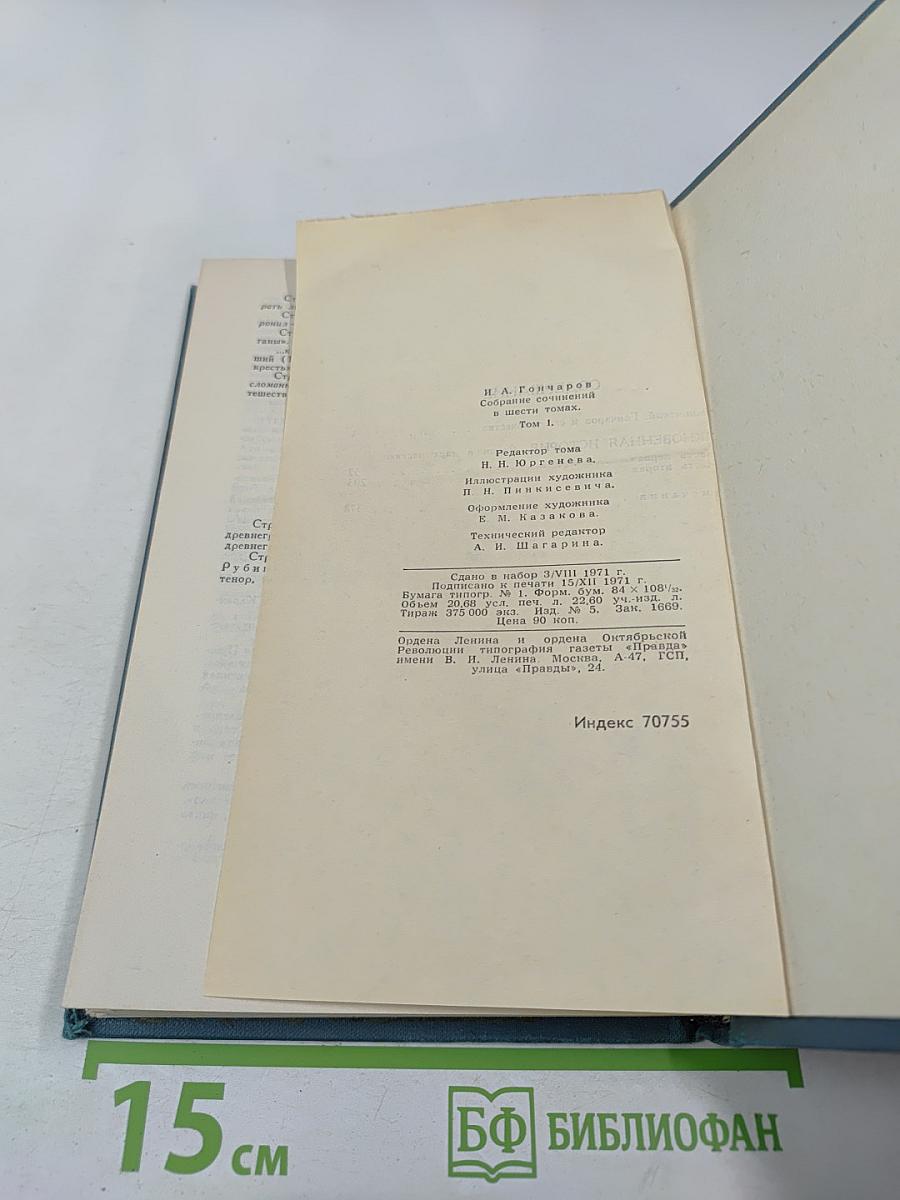 И. А. Гончаров
Собрание сочинений
в шести томах.
Том I.
Редактор тома
Н. Н. Юргенева.
Иллюстрации художника
П. Н. Пинкисевича.
Оформление художника
Е. М. Казакова.
Технический редактор
А. И. Шагарина.
Сдано в набор 3/VIII 1971 г.
Подписано к печати 15/XII 1971 г.
Бумага типогр. № 1. Форм. бум. 84 × 108¹/₃₂.
Объем 20,68 усл. печ. л. 22,60 уч.-изд. л.
Тираж 375 000 экз. Изд. № 5. Зак. 1669.
Цена 90 коп.
Ордена Ленина и ордена Октябрьской
Революции типография газеты «Правда»
имени В. И. Ленина. Москва, А-47, ГСП,
улица «Правды», 24.
Индекс 70755
15 см
БФ БИБЛИОФАН